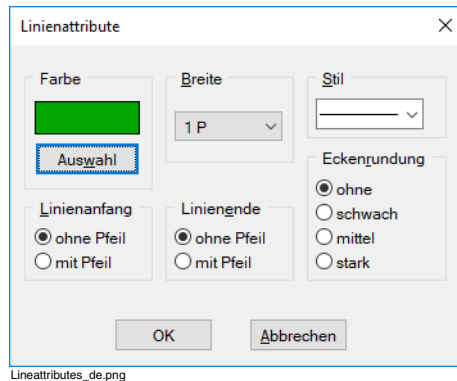 Linienattribute
Farbe
Auswahl
Breite
1 P
Stil
Eckenrundung
ohne
schwach
mittel
stark
Linienanfang
ohne Pfeil
mit Pfeil
Linienende
ohne Pfeil
mit Pfeil
OK
Abbrechen
Lineattributes_de.png